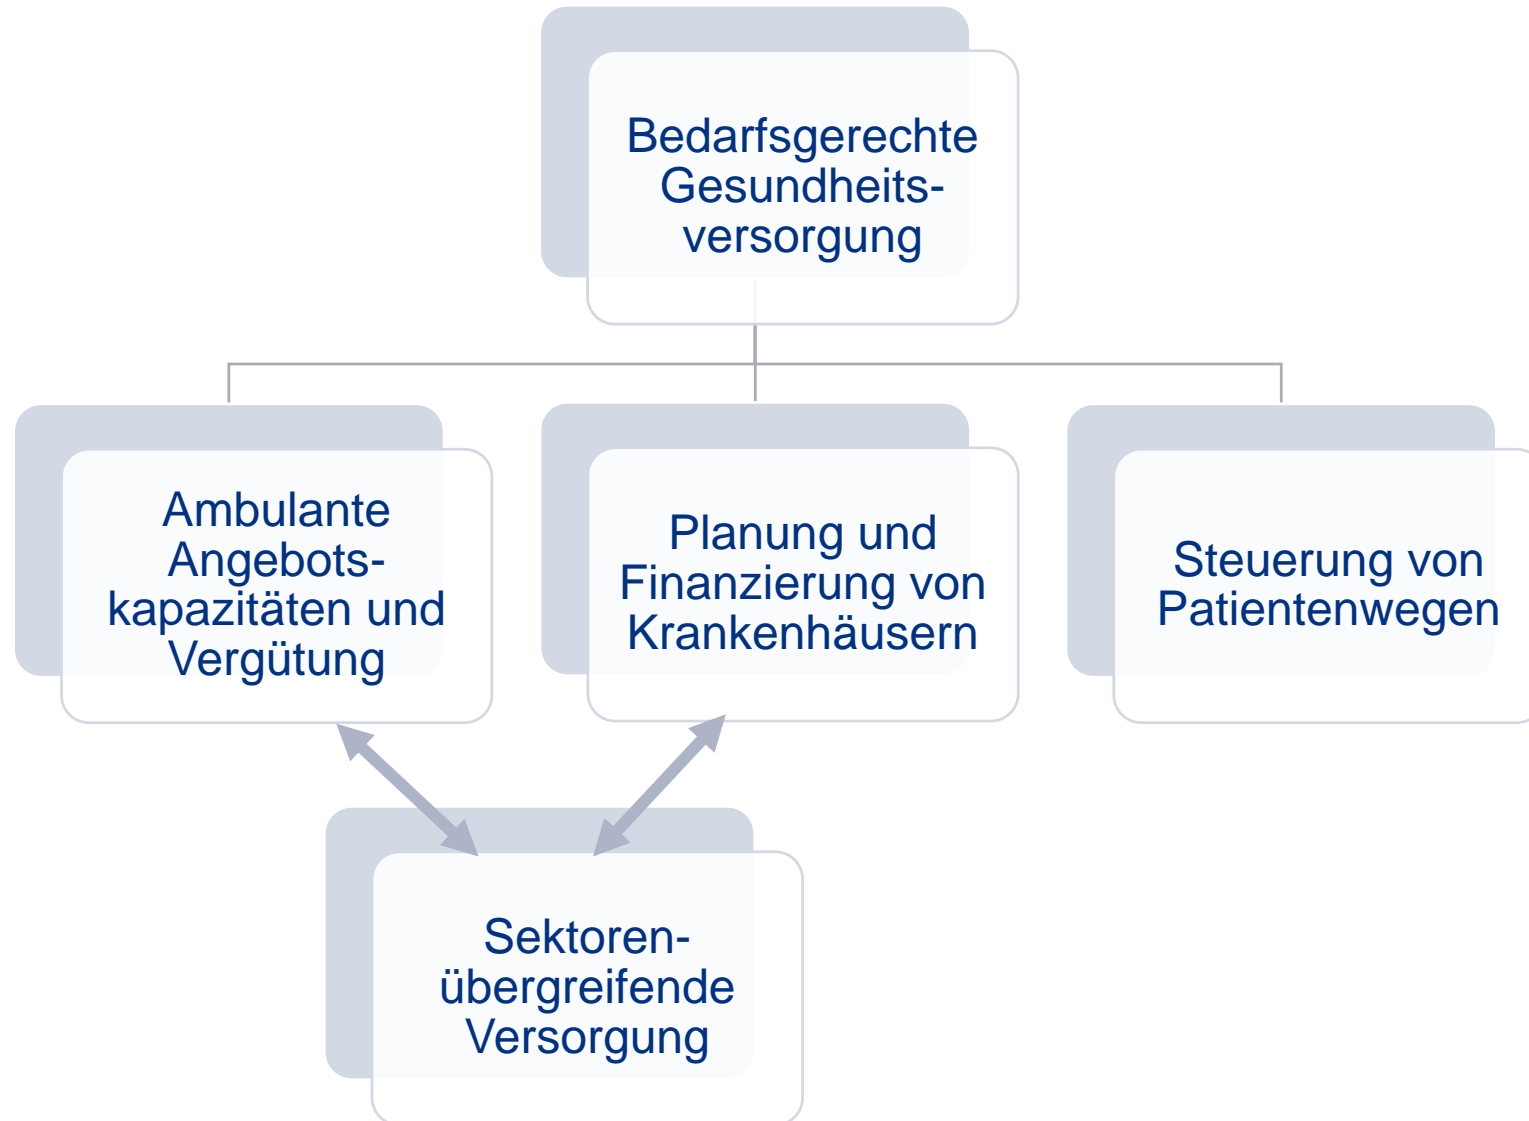 Bedarfsgerechte
Gesundheits-
versorgung
Ambulante
Angebots-
kapazitäten und
Vergütung
Planung und
Finanzierung von
Krankenhäusern
Steuerung von
Patientenwegen
Sektoren-
übergreifende
Versorgung